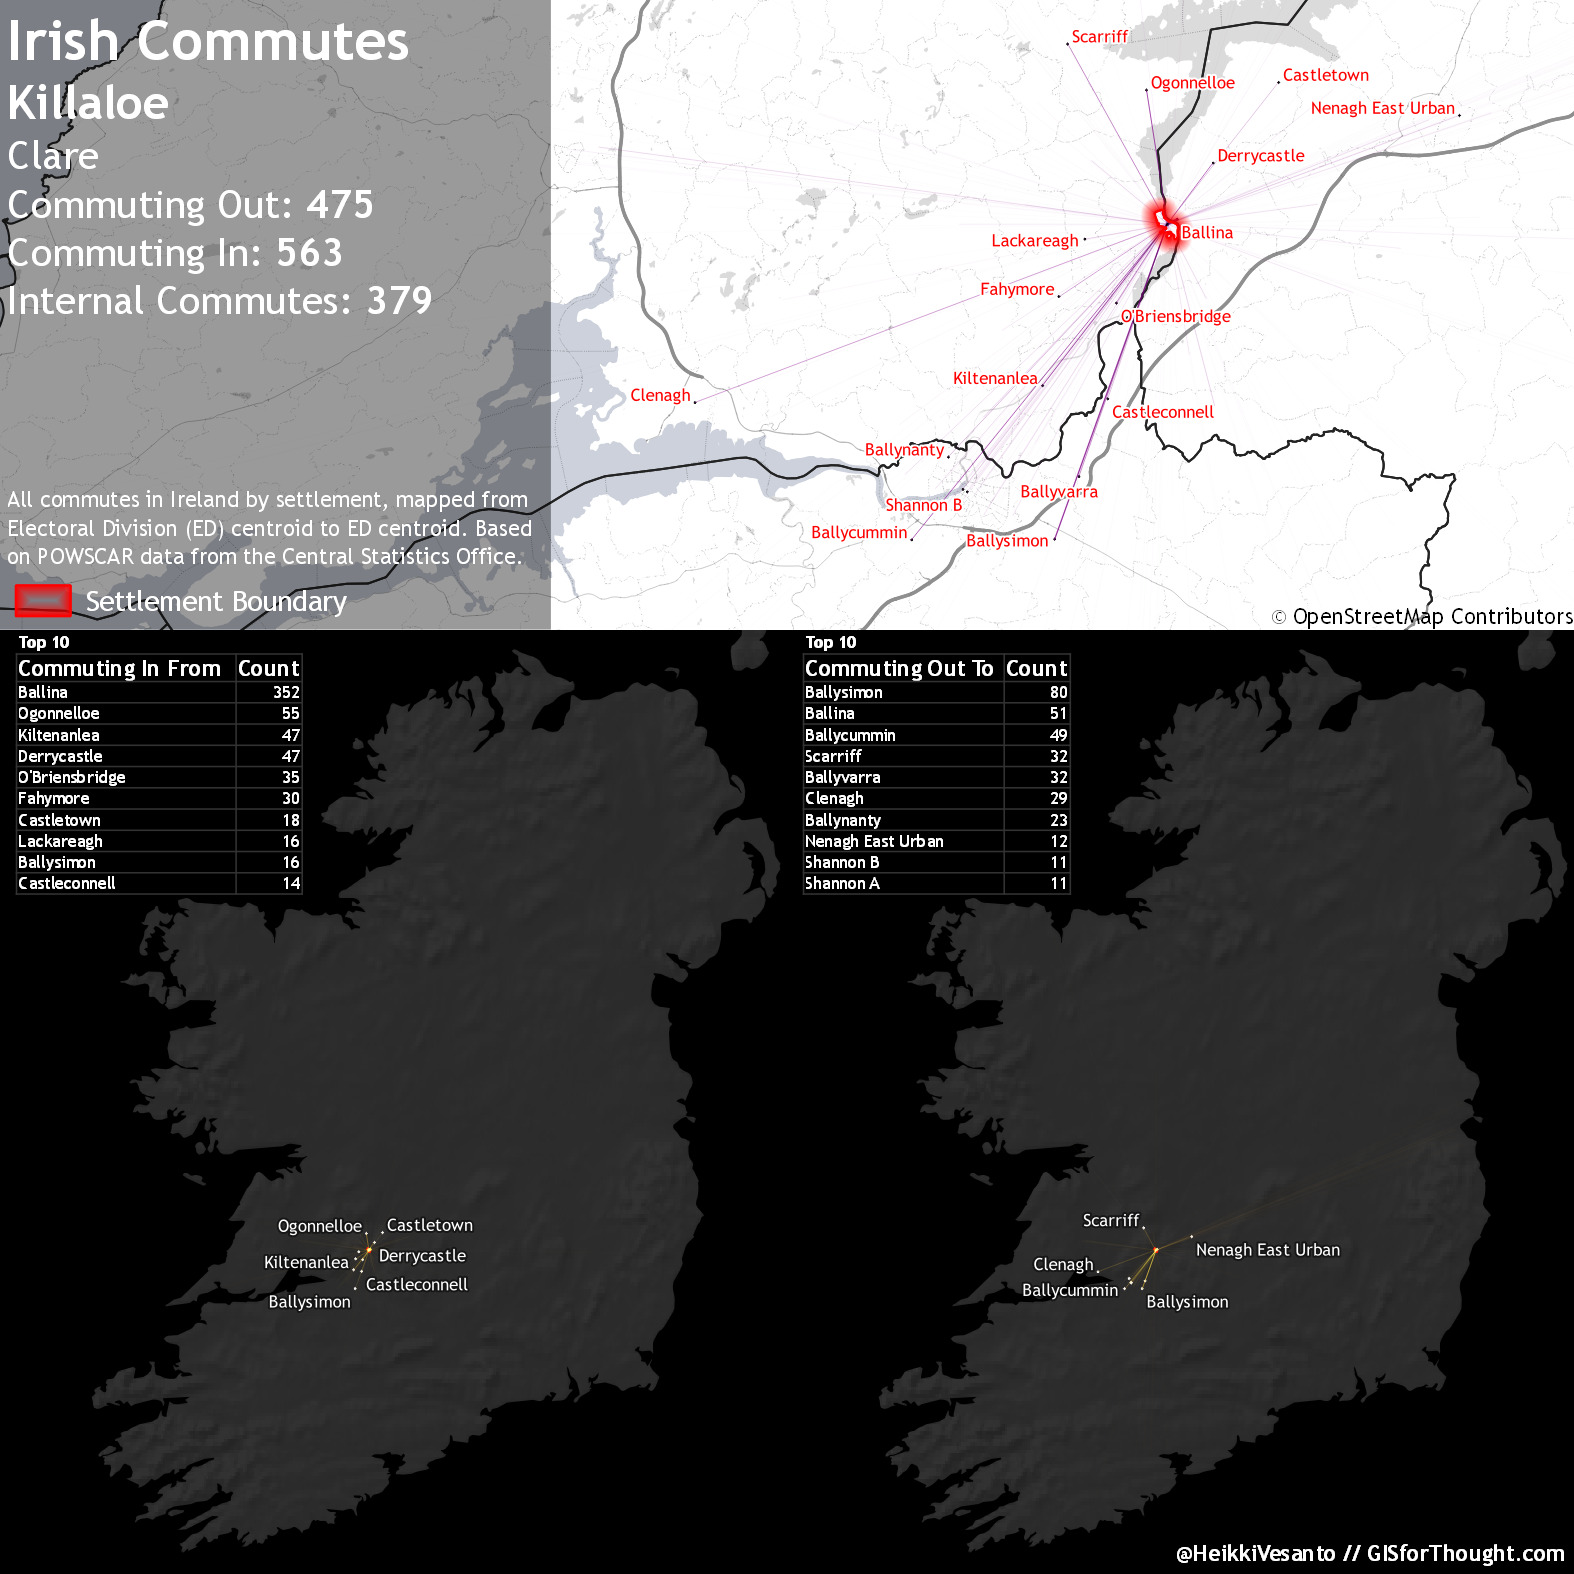 Irish Commutes
Killaloe
Clare
Commuting Out: 475
Commuting In: 563
Internal Commutes: 379
All commutes in Ireland by settlement, mapped from
Electoral Division (ED) centroid to ED centroid. Based
on POWSCAR data from the Central Statistics Office.
Settlement Boundary
Scarriff
Ogonnelloe
Castletown
Nenagh East Urban
Derrycastle
Ballina
Lackareagh
Fahymore
O'Briensbridge
Kiltenanlea
Clenagh
Castleconnell
Ballynanty
Ballyvarra
Shannon B
Ballycummin
Ballysimon
© OpenStreetMap Contributors
Top 10
Commuting In From Count
Ballina 352
Ogonnelloe 55
Kiltenanlea 47
Derrycastle 47
O'Briensbridge 35
Fahymore 30
Castletown 18
Lackareagh 16
Ballysimon 16
Castleconnell 14
Top 10
Commuting Out To Count
Ballysimon 80
Ballina 51
Ballycummin 49
Scarriff 32
Ballyvarra 32
Clenagh 29
Ballynanty 23
Nenagh East Urban 12
Shannon B 11
Shannon A 11
Ogonnelloe
Castletown
Derrycastle
Kiltenanlea
Castleconnell
Ballysimon
Scarriff
Nenagh East Urban
Clenagh
Ballycummin
Ballysimon
@HeikkiVesanto // GISforThought.com